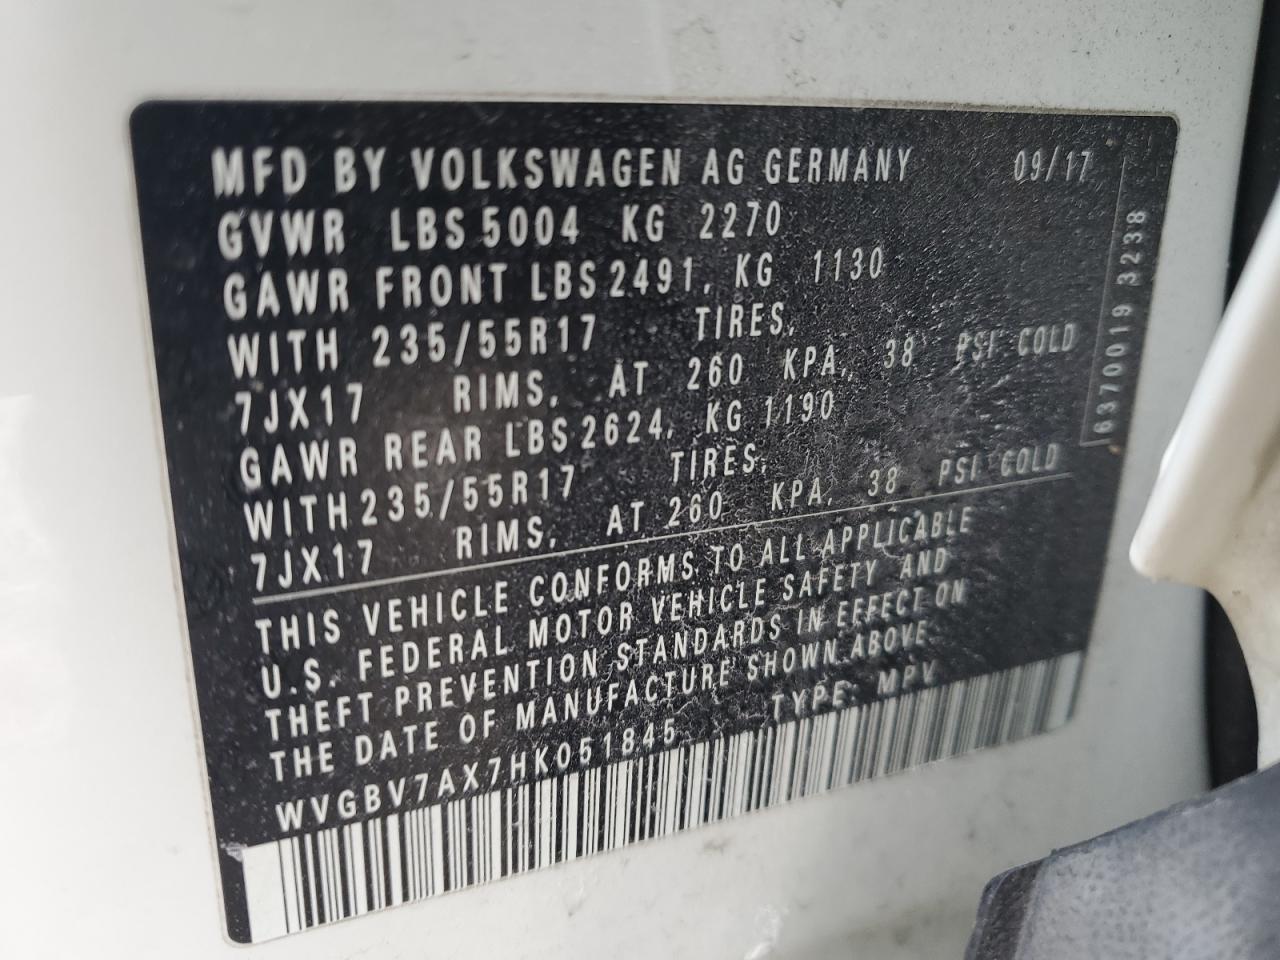 MFD BY VOLKSWAGEN AG GERMANY 09/17
GVWR LBS 5004 KG 2270
GAWR FRONT LBS 2491, KG 1130
WITH 235/55R17 TIRES,
7JX17 RIMS, AT 260 KPA, 38 PSI COLD
GAWR REAR LBS 2624, KG 1190
WITH 235/55R17 TIRES,
7JX17 RIMS, AT 260 KPA, 38 PSI COLD
THIS VEHICLE CONFORMS TO ALL APPLICABLE
U.S. FEDERAL MOTOR VEHICLE SAFETY AND
THEFT PREVENTION STANDARDS IN EFFECT ON
THE DATE OF MANUFACTURE SHOWN ABOVE
WVGBV7AX7HK051845 TYPE: MPV
6370019 3238